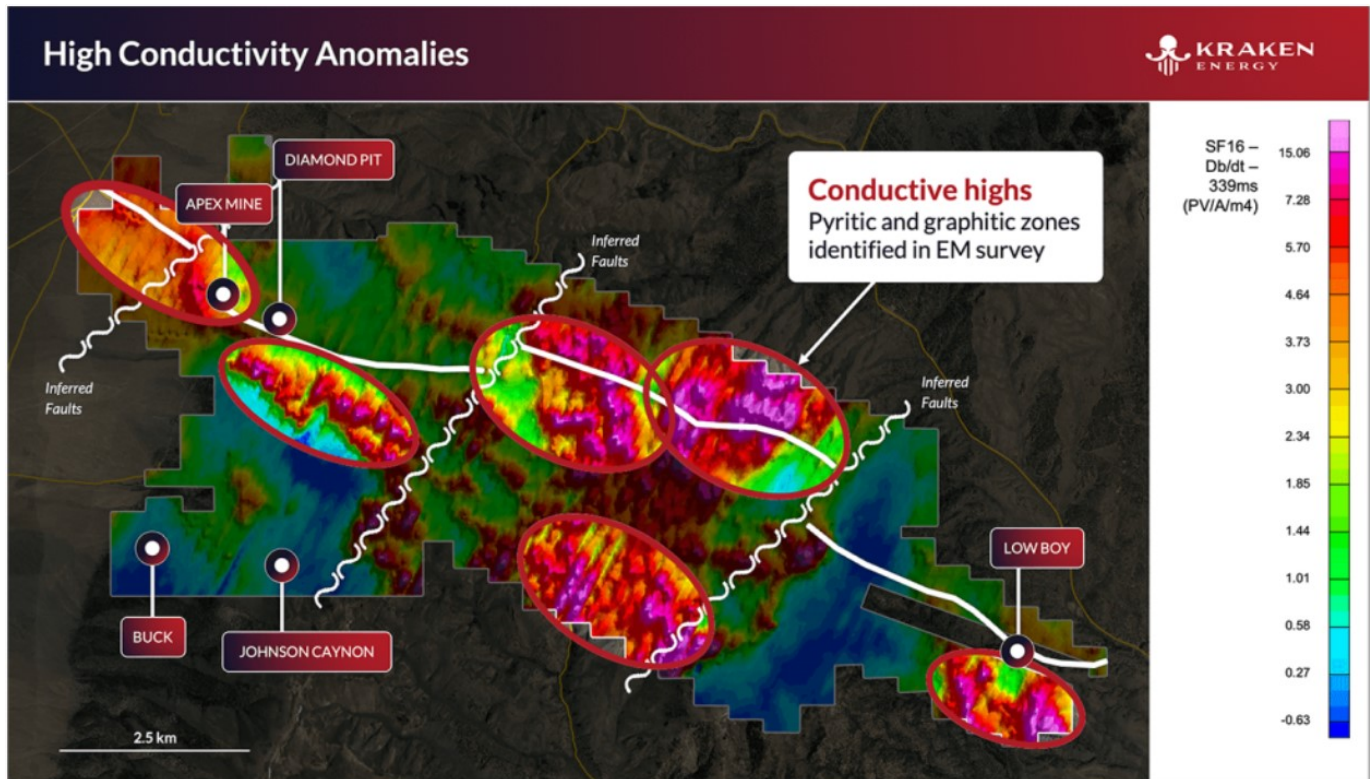 High Conductivity Anomalies
KRAKEN
ENERGY
DIAMOND PIT
APEX MINE
Inferred
Faults
Conductive highs
Pyritic and graphitic zones
identified in EM survey
Inferred
Faults
Inferred
Faults
LOW BOY
BUCK
JOHNSON CAYNON
2.5 km
SF16 –
Db/dt –
339ms
(PV/A/m4)
15.06
7.28
5.70
4.64
3.73
3.00
2.34
1.85
1.44
1.01
0.58
0.27
-0.63